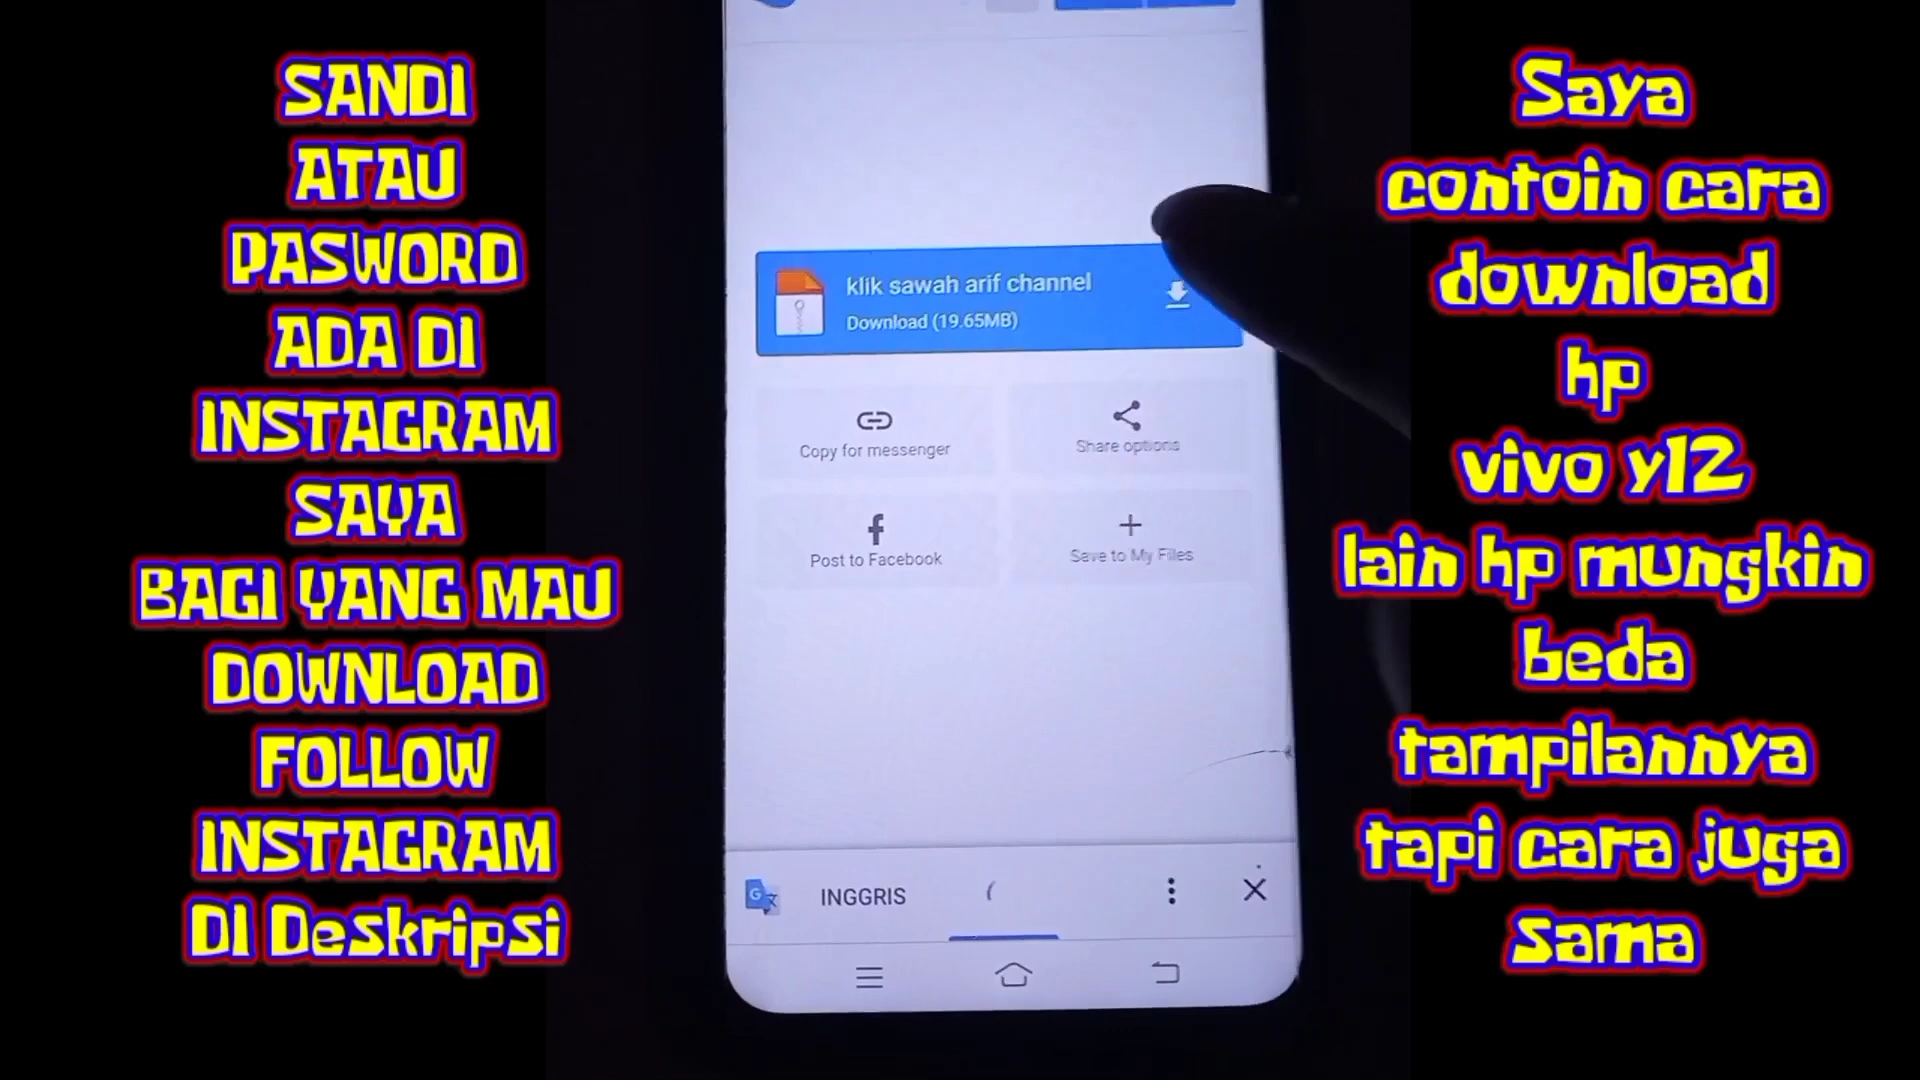 SANDI
ATAU
PASWORD
ADA DI
INSTAGRAM
SAYA
BAGI YANG MAU
DOWNLOAD
FOLLOW
INSTAGRAM
DI Deskripsi
klik sawah arif channel
Download (19.65MB)
Copy for messenger
Share options
Post to Facebook
Save to My Files
INGGRIS
Saya
contoin cara
download
hp
vivo y12
lain hp mungkin
beda
tampilannya
tapi cara juga
sama